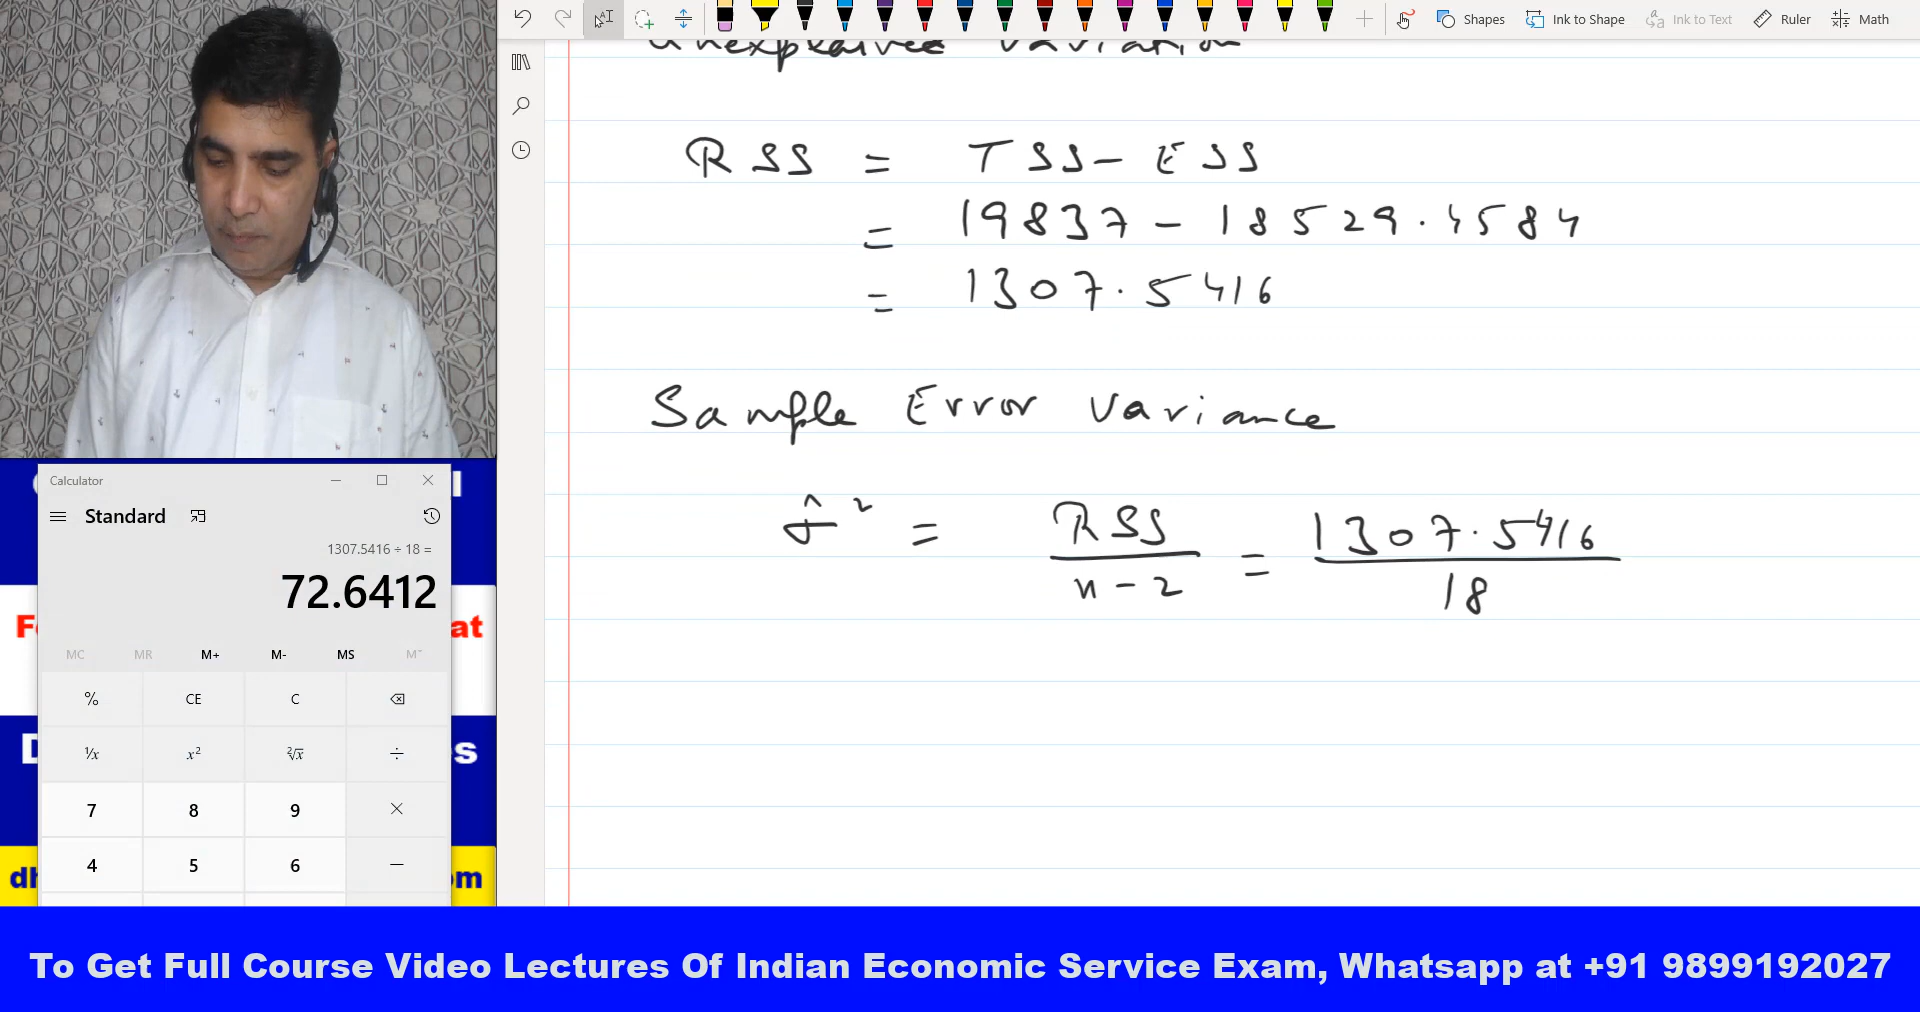 Shapes
Ink to Shape
Ink to Text
Ruler
Math
Unexplained Variation
RSS = TSS - ESS
= 19837 - 18529.4584
= 1307.5416
Sample Error Variance
σ̂² = RSS / n-2 = 1307.5416 / 18
Calculator
Standard
1307.5416 ÷ 18 =
72.6412
MC MR M+ M- MS
% CE C
¹/x x² ²√x ÷
7 8 9 ×
4 5 6 −
To Get Full Course Video Lectures Of Indian Economic Service Exam, Whatsapp at +91 9899192027